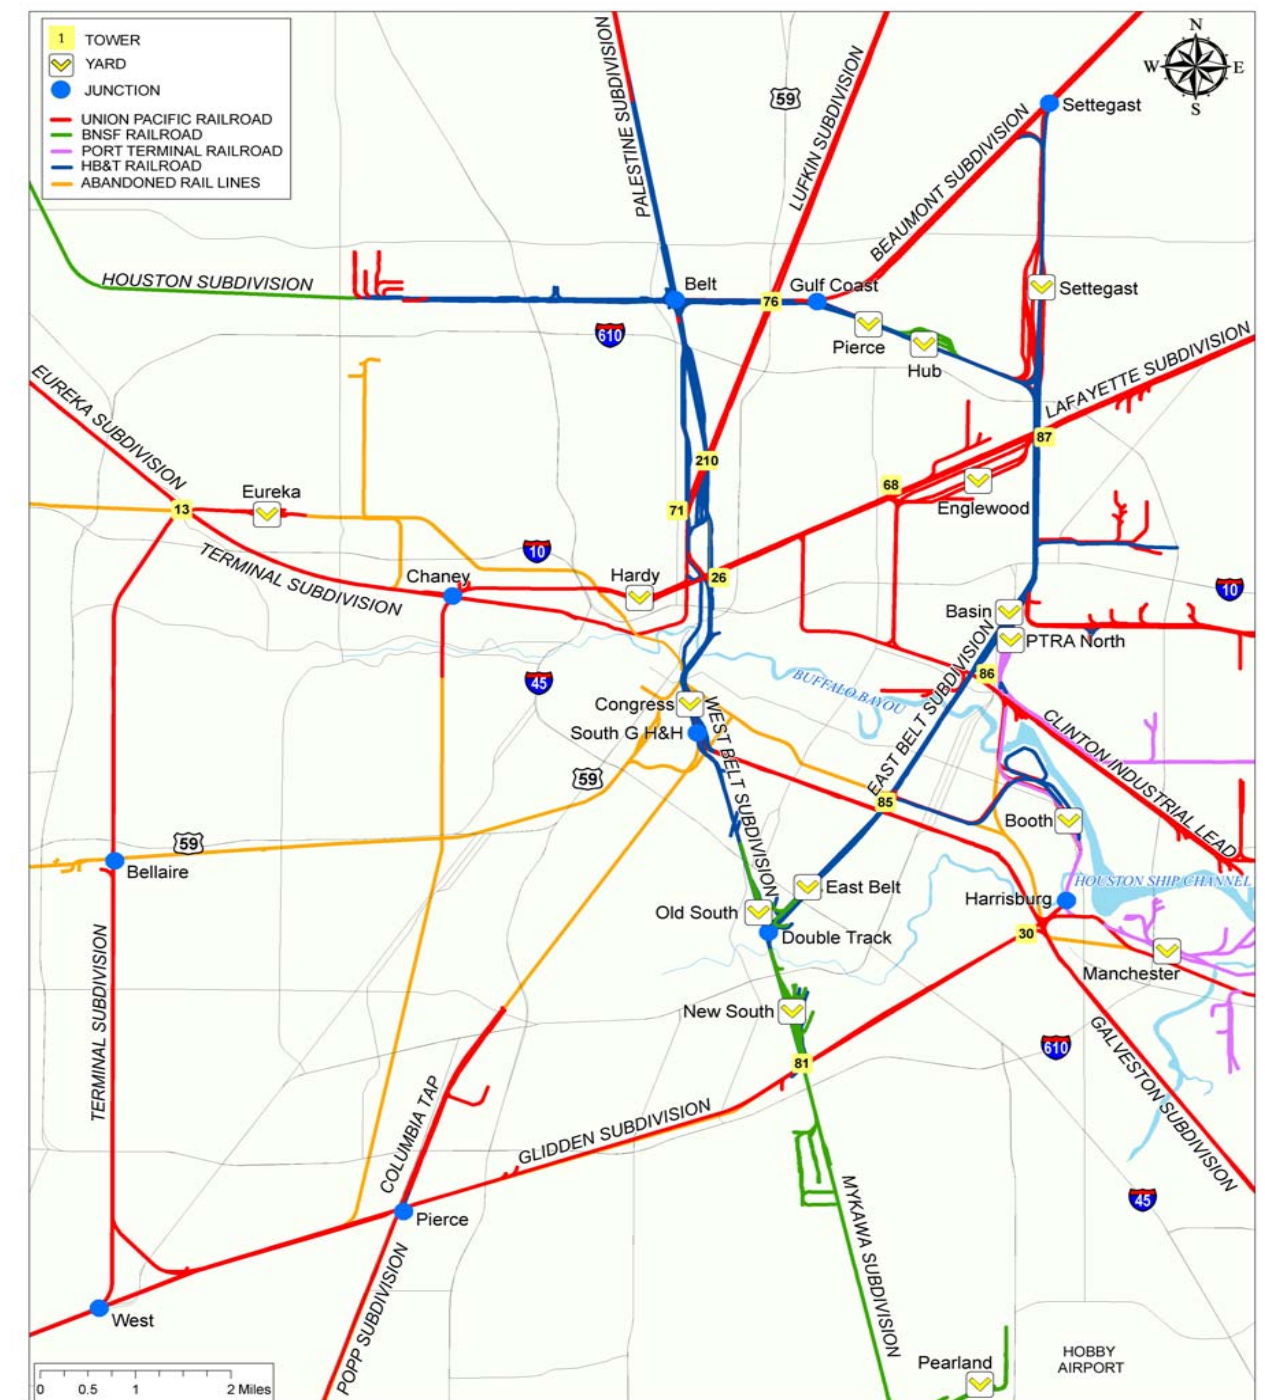 1 TOWER
YARD
JUNCTION
UNION PACIFIC RAILROAD
BNSF RAILROAD
PORT TERMINAL RAILROAD
HB&T RAILROAD
ABANDONED RAIL LINES
N
W E
S
PALESTINE SUBDIVISION
59
LUFKIN SUBDIVISION
BEAUMONT SUBDIVISION
Settegast
HOUSTON SUBDIVISION
Belt
76
Gulf Coast
Settegast
610
Pierce
Hub
LAFAYETTE SUBDIVISION
EUREKA SUBDIVISION
87
210
68
Eureka
13
71
Englewood
10
TERMINAL SUBDIVISION
Chaney
Hardy
26
10
Basin
PTRA North
86
45
BUFFALO BAYOU
Congress
South G H&H
WEST BELT SUBDIVISION
EAST BELT SUBDIVISION
CLINTON INDUSTRIAL LEAD
59
85
Booth
59
Bellaire
East Belt
HOUSTON SHIP CHANNEL
Harrisburg
Old South
Double Track
30
Manchester
TERMINAL SUBDIVISION
New South
610
81
GALVESTON SUBDIVISION
COLUMBIA TAP
GLIDDEN SUBDIVISION
45
MYKAWA SUBDIVISION
Pierce
West
POPP SUBDIVISION
Pearland
HOBBY
AIRPORT
0 0.5 1 2 Miles